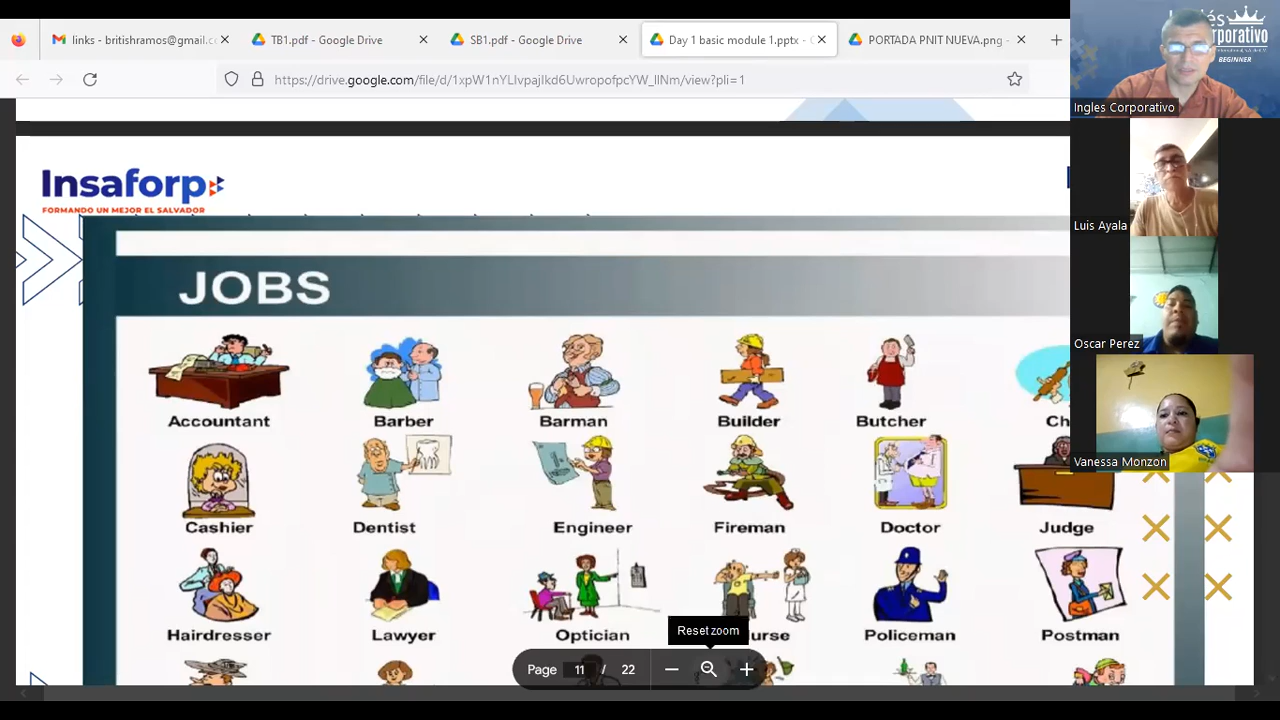 links - britishramos@gmail.c
TB1.pdf - Google Drive
SB1.pdf - Google Drive
Day 1 basic module 1.pptx -
PORTADA PNIT NUEVA.png -
https://drive.google.com/file/d/1xpW1nYLIvpajIkd6UwropofpcYW_lINm/view?pli=1
BEGINNER
Ingles Corporativo
Insaforp
FORMANDO UN MEJOR EL SALVADOR
JOBS
Luis Ayala
Oscar Perez
Vanessa Monzon
Accountant
Barber
Barman
Builder
Butcher
Ch
Cashier
Dentist
Engineer
Fireman
Doctor
Judge
Hairdresser
Lawyer
Optician
urse
Policeman
Postman
Reset zoom
Page 11 / 22